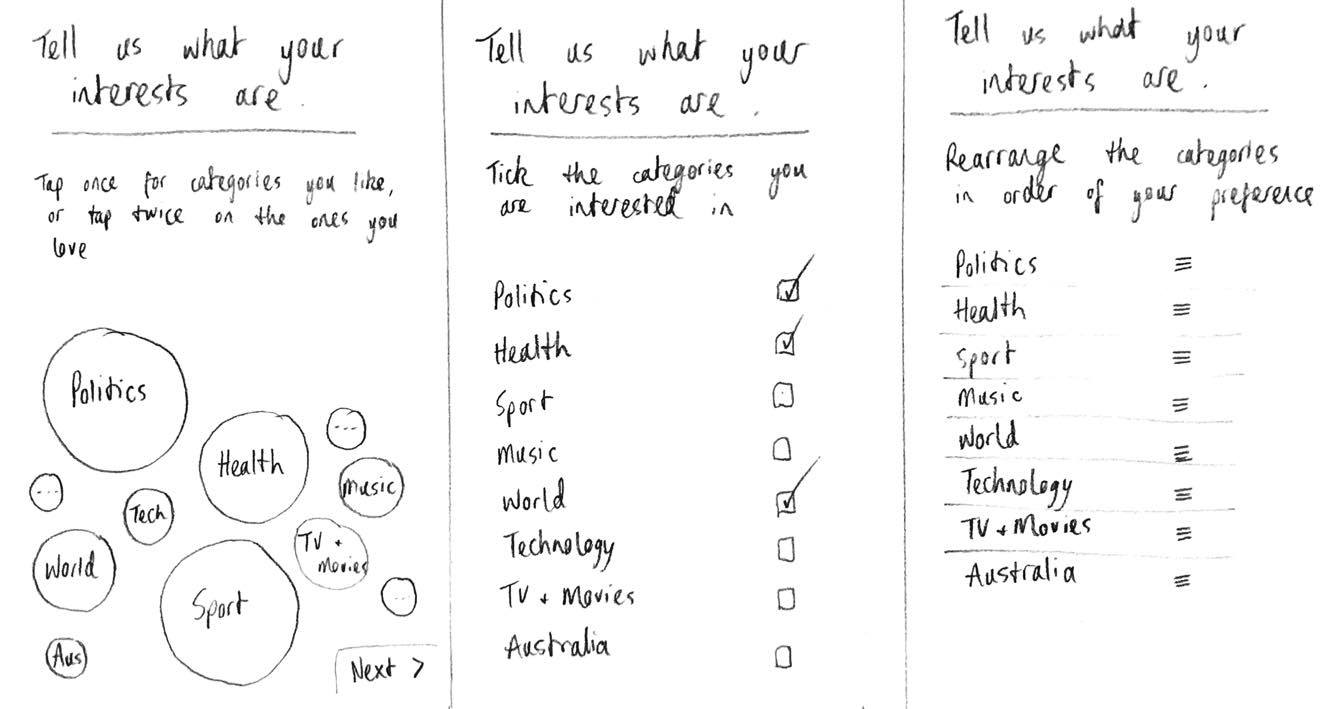 Tell us what your
interests are.
Tap once for categories you like,
or tap twice on the ones you
love
Politics
Health
---
Music
...
Tech
TV +
Movies
World
Sport
...
Aus
Next >
Tell us what your
interests are.
Tick the categories you
are interested in
Politics
Health
Sport
Music
World
Technology
TV + Movies
Australia
Tell us what your
interests are.
Rearrange the categories
in order of your preference
Politics
Health
Sport
Music
World
Technology
TV + Movies
Australia